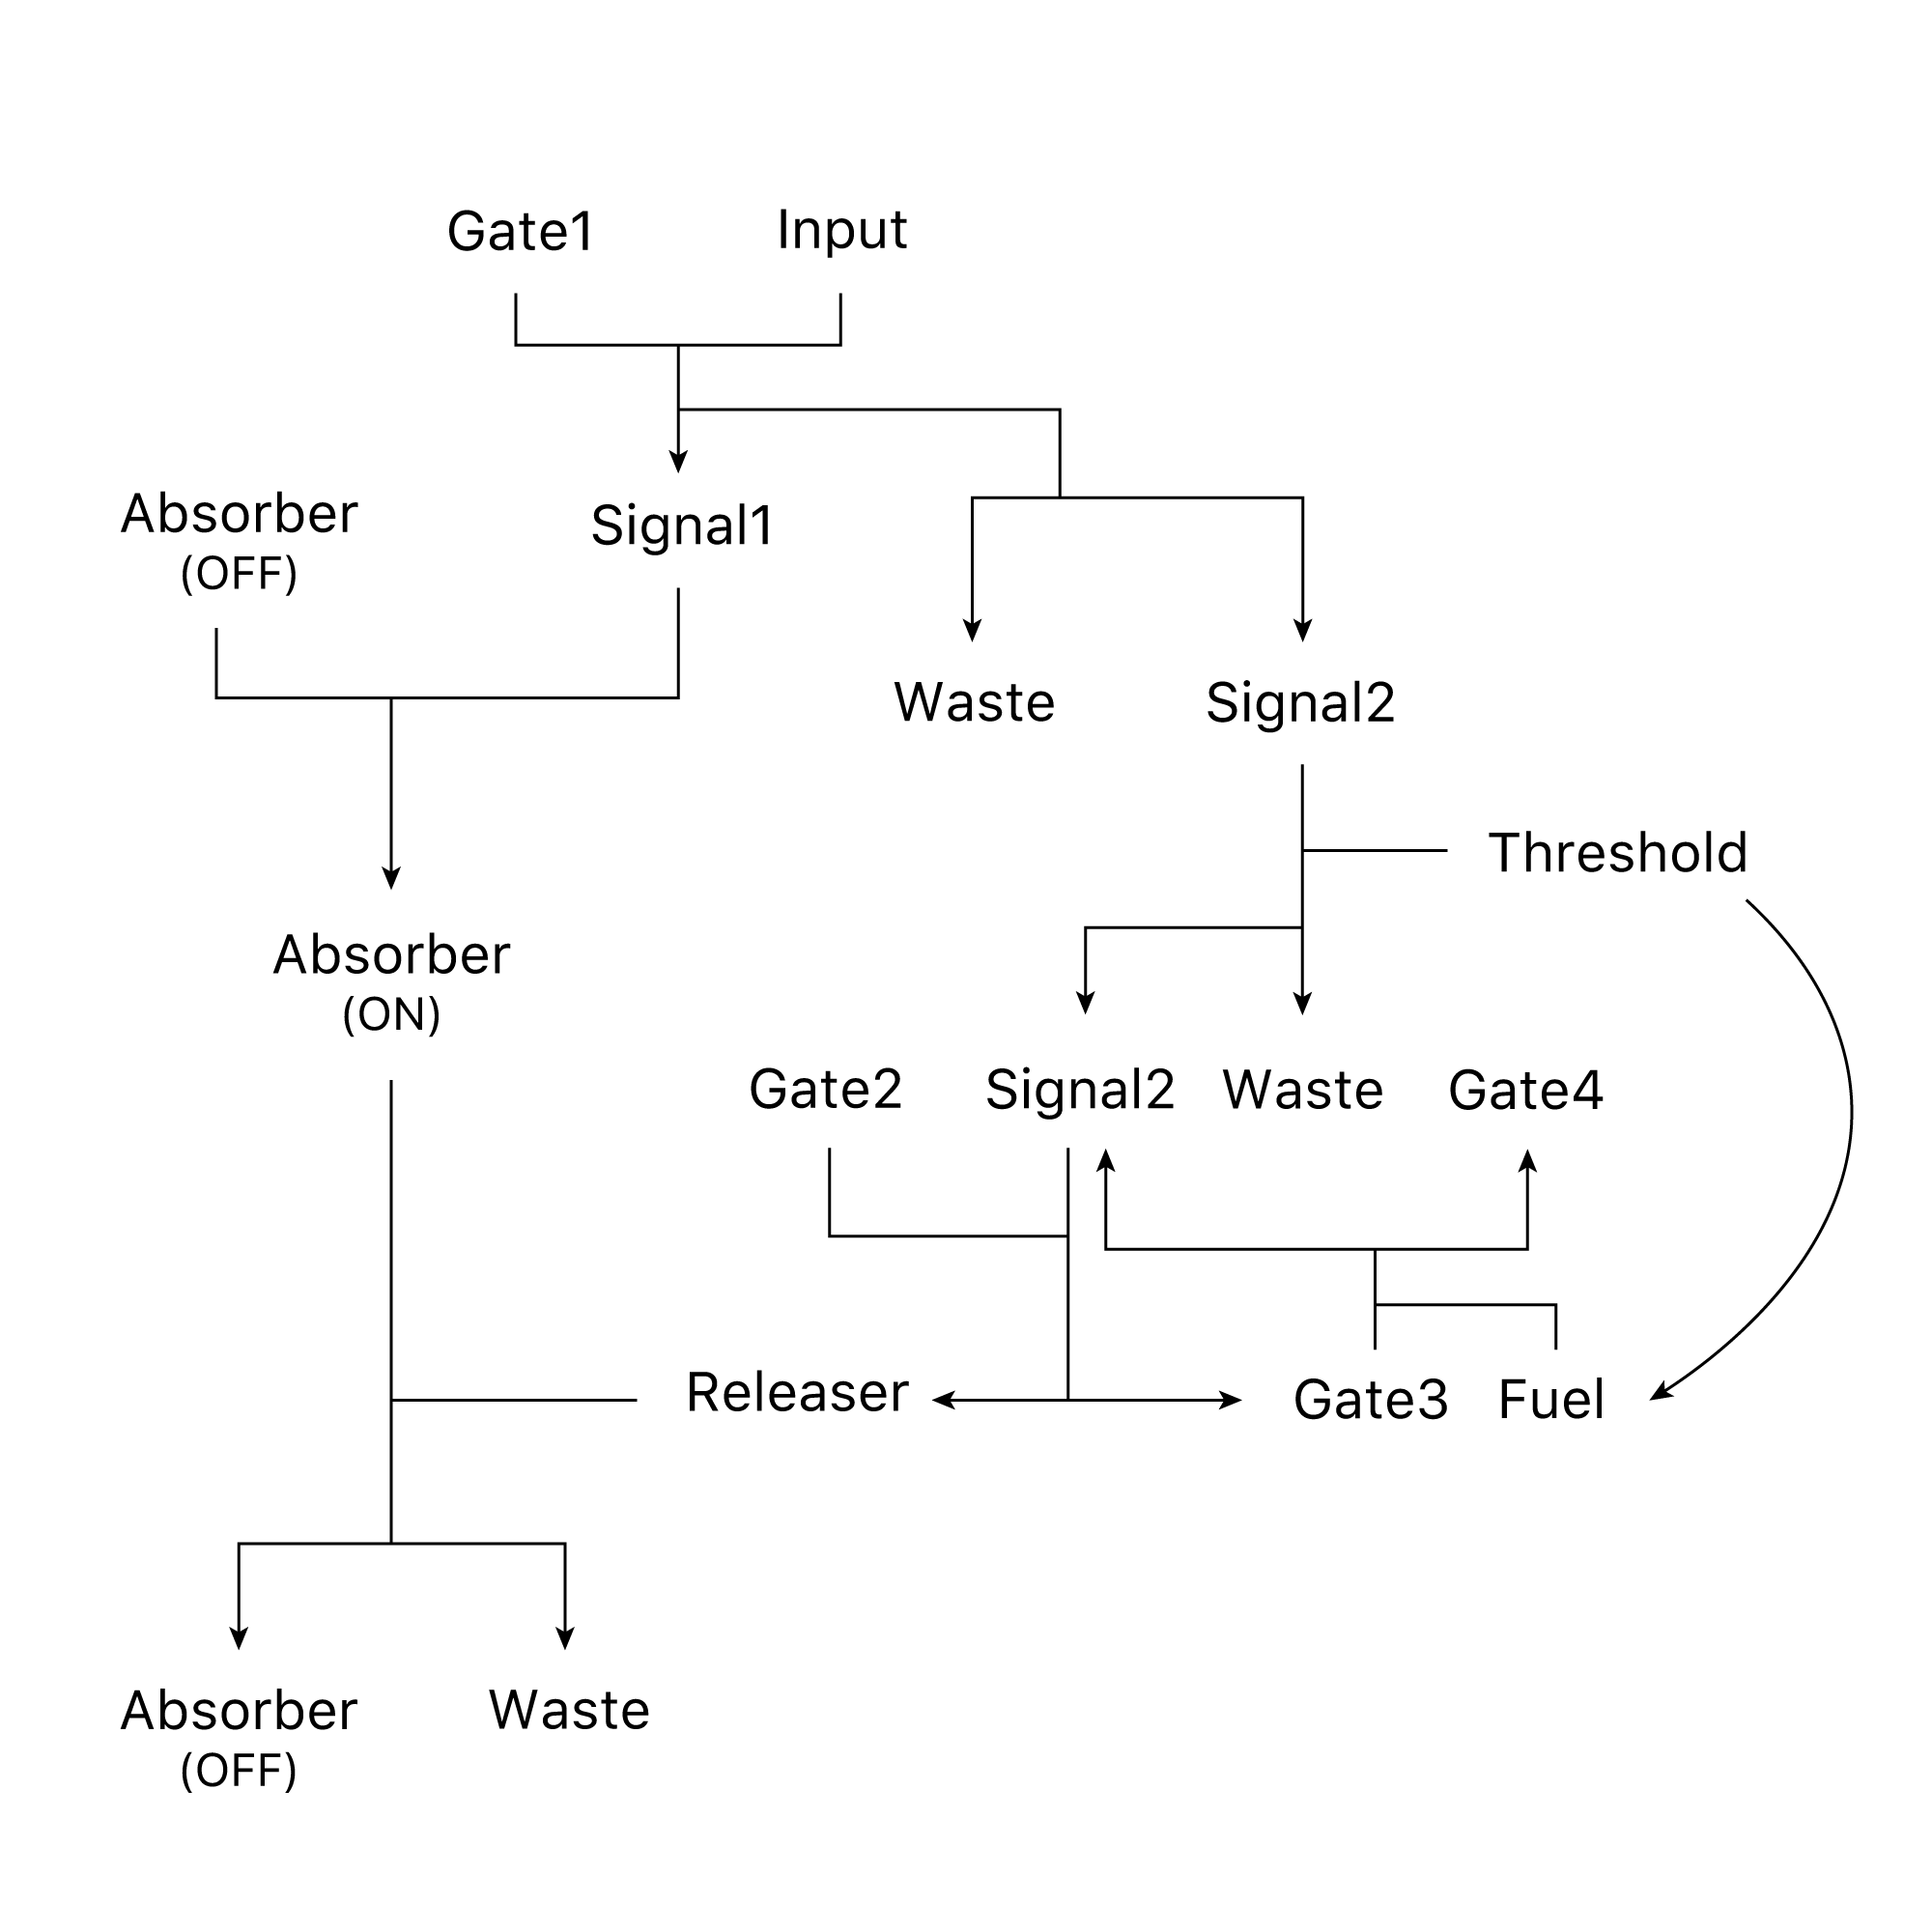 Gate1
Input
Absorber
(OFF)
Signal1
Waste
Signal2
Threshold
Absorber
(ON)
Gate2
Signal2
Waste
Gate4
Releaser
Gate3
Fuel
Absorber
(OFF)
Waste